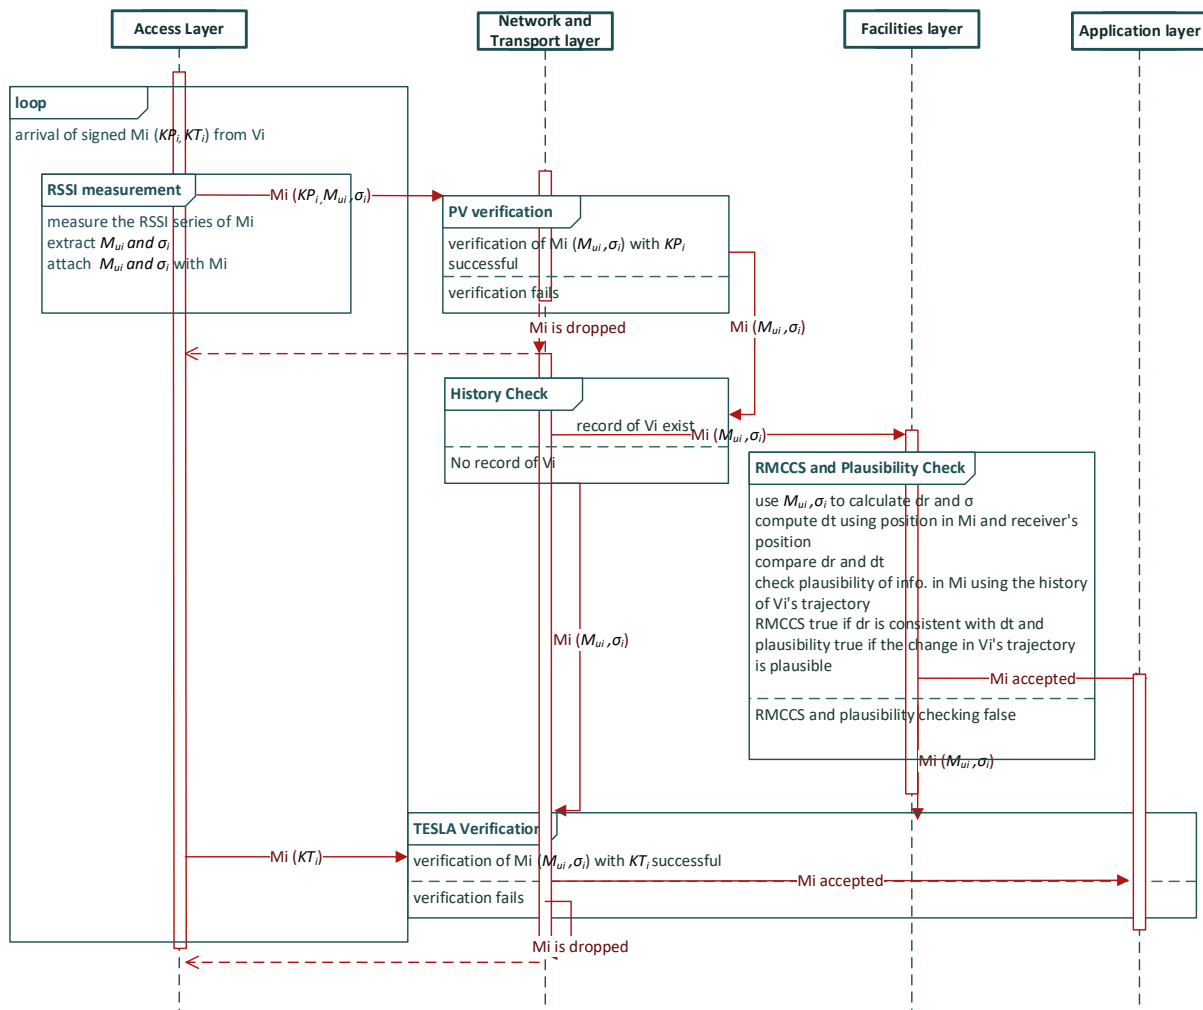 Access Layer
Network and
Transport layer
Facilities layer
Application layer
loop
arrival of signed Mi (KPi, KTi) from Vi
RSSI measurement
measure the RSSI series of Mi
extract Mui and σi
attach Mui and σi with Mi
Mi (KPi,Mui,σi)
PV verification
verification of Mi (Mui,σi) with KPi
successful
verification fails
Mi is dropped
Mi (Mui,σi)
History Check
record of Vi exist
Mi (Mui,σi)
No record of Vi
RMCCS and Plausibility Check
use Mui,σi to calculate dr and σ
compute dt using position in Mi and receiver's
position
compare dr and dt
check plausibility of info. in Mi using the history
of Vi's trajectory
RMCCS true if dr is consistent with dt and
plausibility true if the change in Vi's trajectory
is plausible
Mi accepted
RMCCS and plausibility checking false
Mi (Mui,σi)
Mi (Mui,σi)
TESLA Verification
Mi (KTi)
verification of Mi (Mui,σi) with KTi successful
Mi accepted
verification fails
Mi is dropped